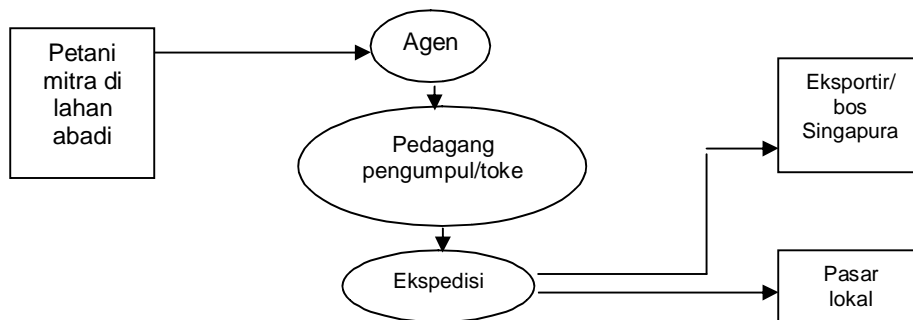 Petani
mitra di
lahan
abadi
Agen
Pedagang
pengumpul/toke
Ekspedisi
Eksportir/
bos
Singapura
Pasar
lokal